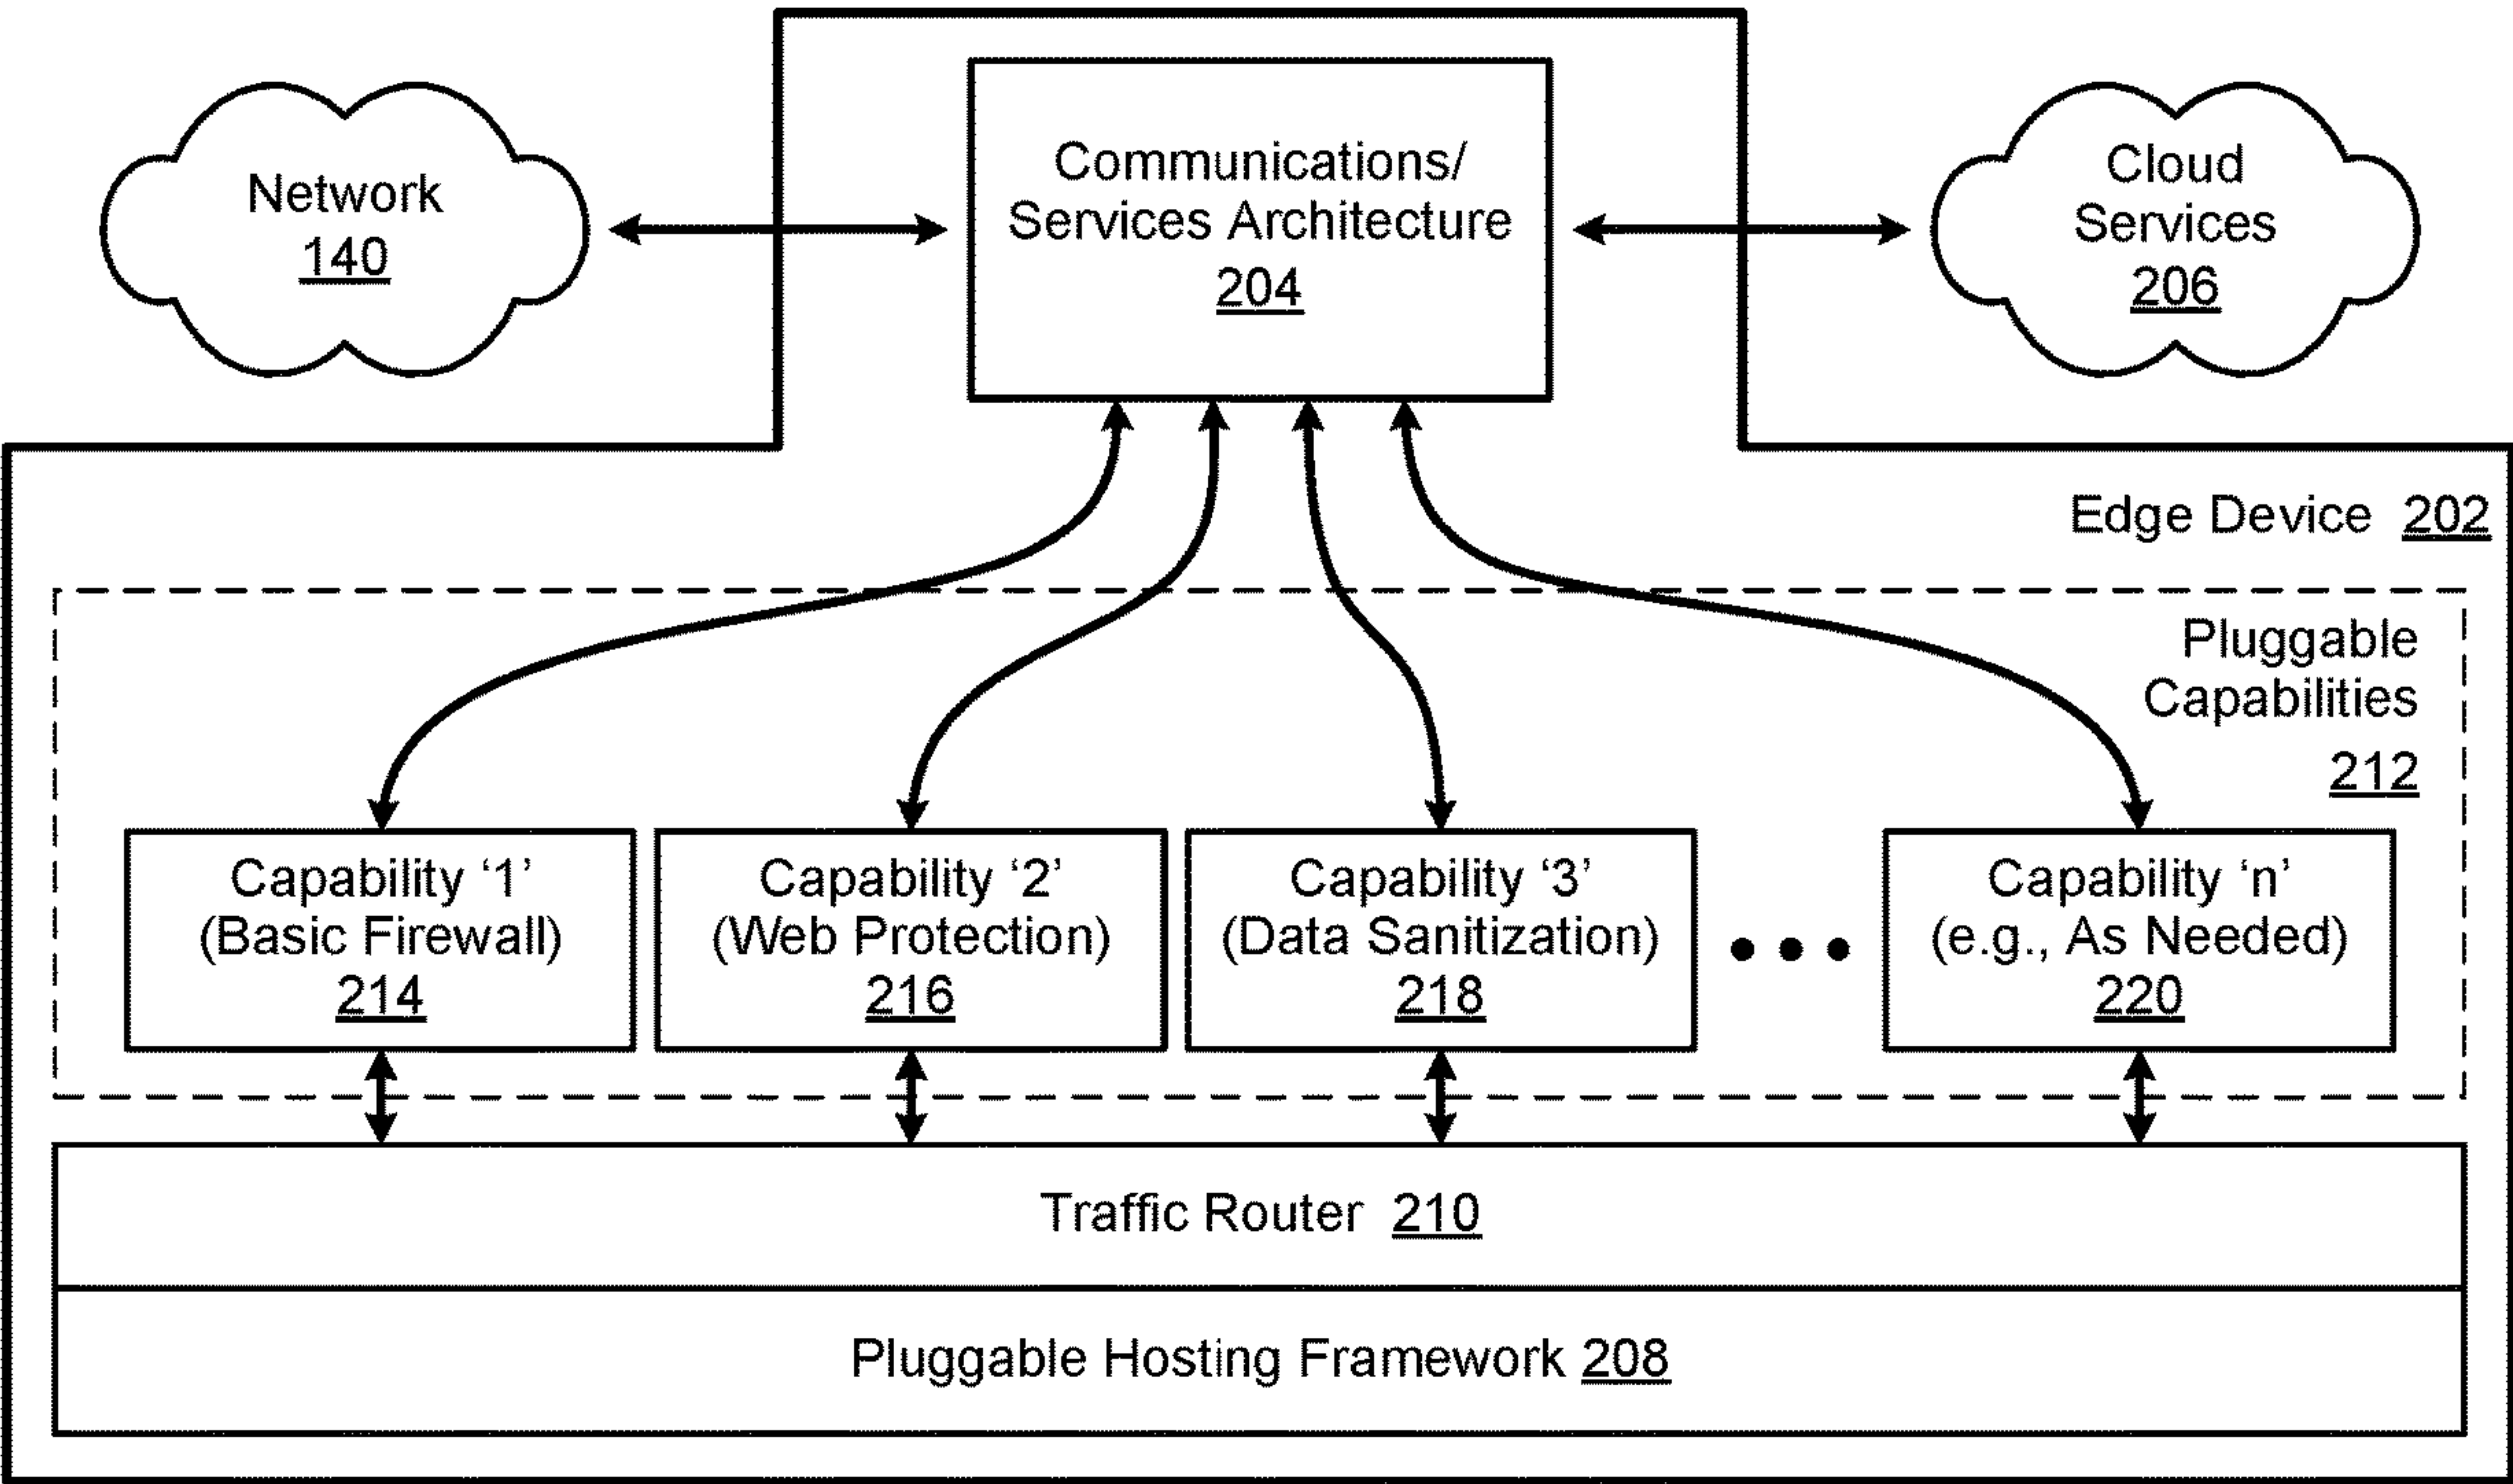 Network
140
Communications/
Services Architecture
204
Cloud
Services
206
Edge Device 202
Pluggable
Capabilities
212
Capability ‘1’
(Basic Firewall)
214
Capability ‘2’
(Web Protection)
216
Capability ‘3’
(Data Sanitization)
218
Capability ‘n’
(e.g., As Needed)
220
Traffic Router 210
Pluggable Hosting Framework 208